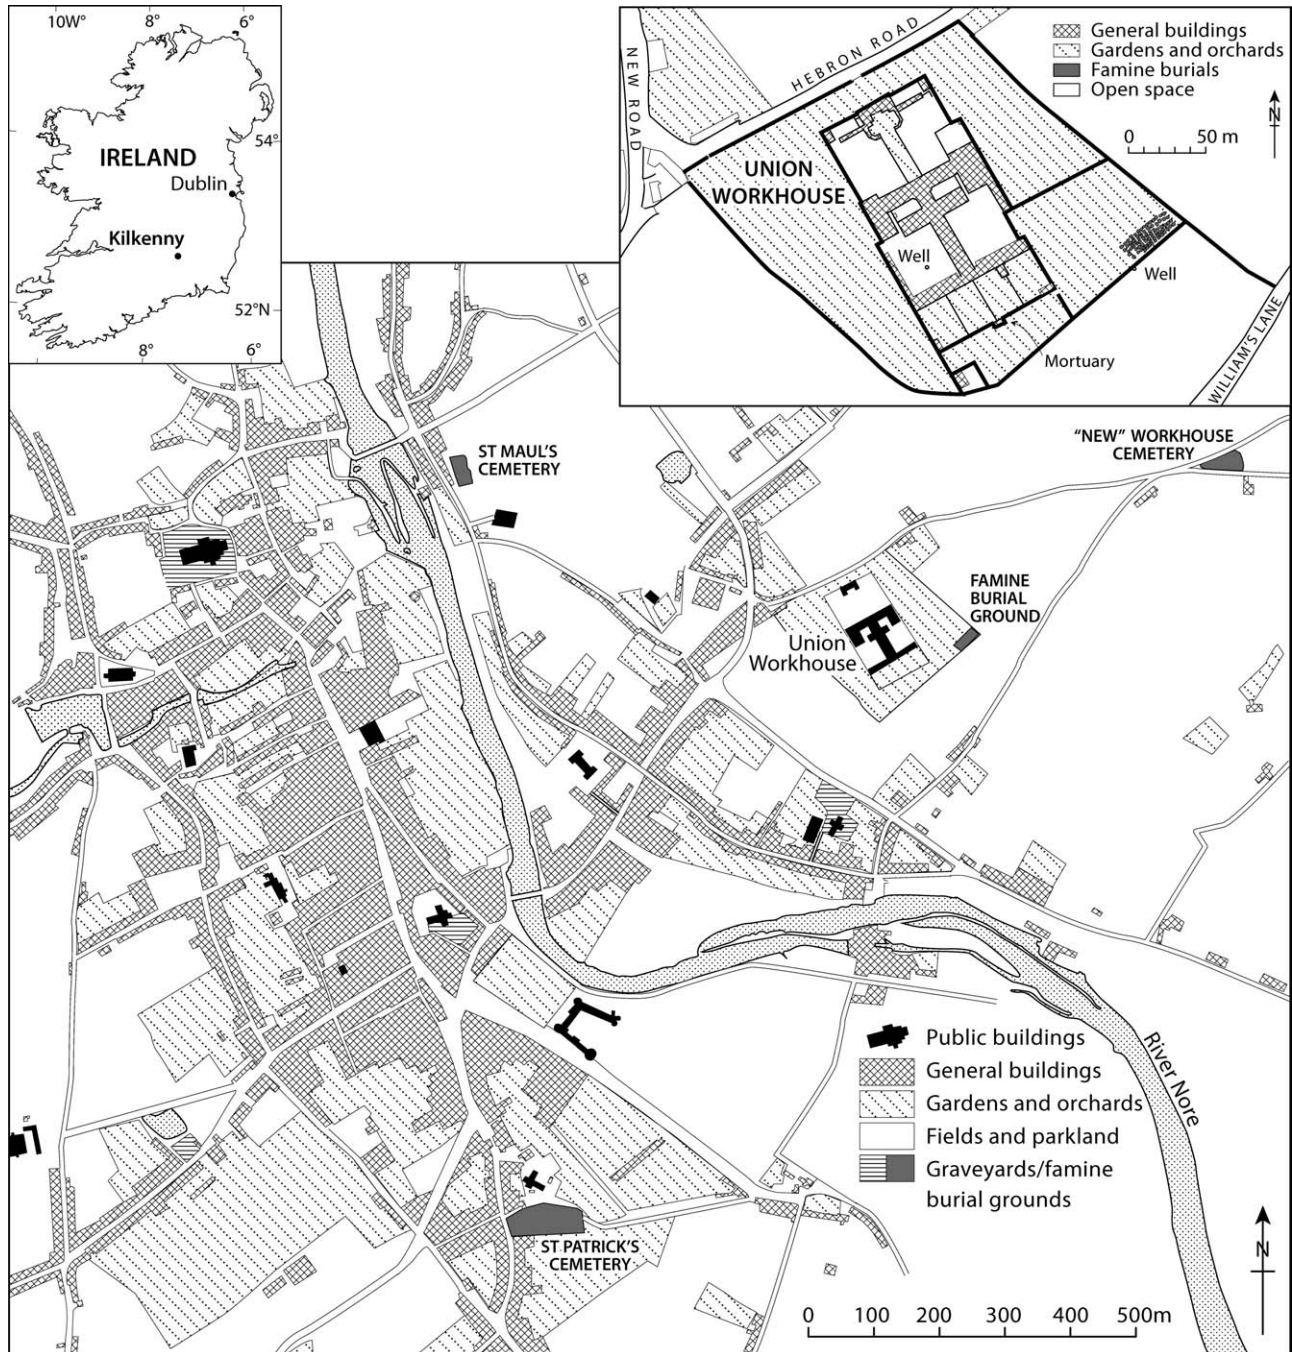 10W°
8°
6°
54°
IRELAND
Dublin
Kilkenny
52°N
8°
6°
NEW ROAD
HEBRON ROAD
General buildings
Gardens and orchards
Famine burials
Open space
N
0 50 m
UNION
WORKHOUSE
Well
Well
Mortuary
WILLIAM'S LANE
ST MAUL'S
CEMETERY
“NEW” WORKHOUSE
CEMETERY
FAMINE
BURIAL
GROUND
Union
Workhouse
River Nore
Public buildings
General buildings
Gardens and orchards
Fields and parkland
Graveyards/famine
burial grounds
ST PATRICK'S
CEMETERY
N
0 100 200 300 400 500m